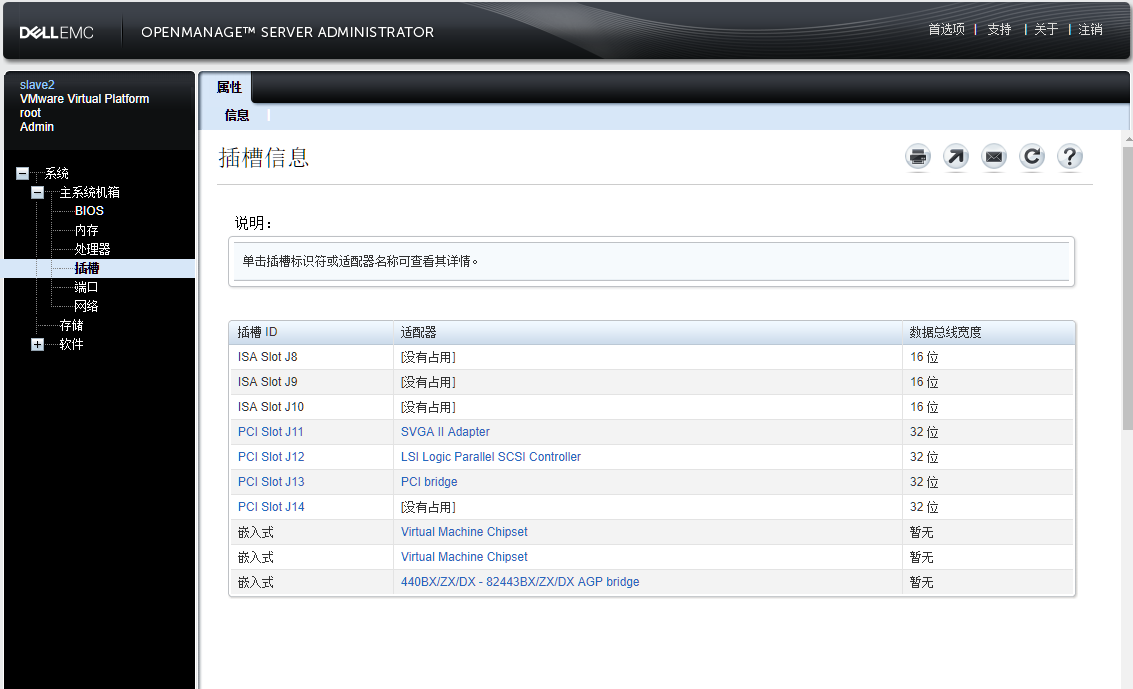 DELLEMC OPENMANAGE™ SERVER ADMINISTRATOR 首选项 | 支持 | 关于 | 注销
slave2
VMware Virtual Platform
root
Admin
系统
主系统机箱
BIOS
内存
处理器
插槽
端口
网络
存储
软件
属性
信息
插槽信息
说明：
单击插槽标识符或适配器名称可查看其详情。
插槽 ID 适配器 数据总线宽度
ISA Slot J8 [没有占用] 16 位
ISA Slot J9 [没有占用] 16 位
ISA Slot J10 [没有占用] 16 位
PCI Slot J11 SVGA II Adapter 32 位
PCI Slot J12 LSI Logic Parallel SCSI Controller 32 位
PCI Slot J13 PCI bridge 32 位
PCI Slot J14 [没有占用] 32 位
嵌入式 Virtual Machine Chipset 暂无
嵌入式 Virtual Machine Chipset 暂无
嵌入式 440BX/ZX/DX - 82443BX/ZX/DX AGP bridge 暂无